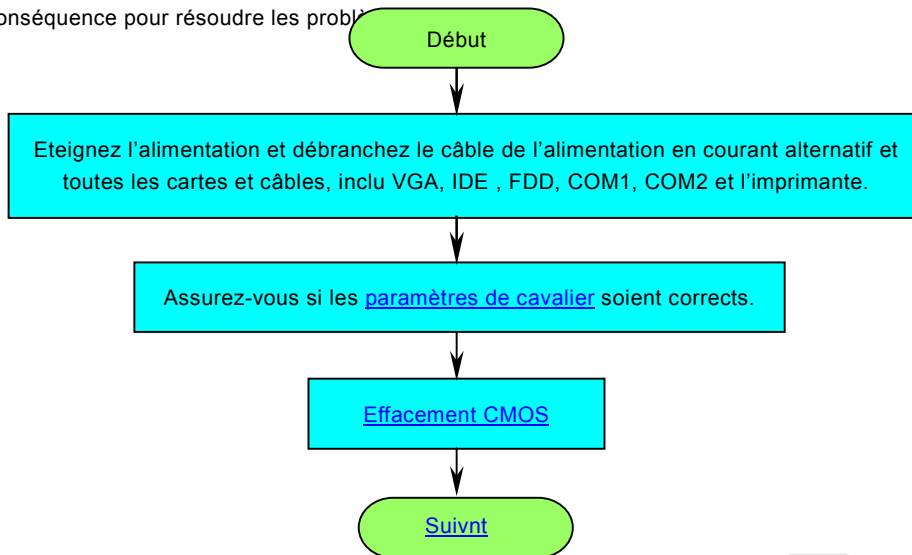 onséquence pour résoudre les
Début
Eteignez l’alimentation et débranchez le câble de l’alimentation en courant alternatif et
toutes les cartes et câbles, inclu VGA, IDE , FDD, COM1, COM2 et l’imprimante.
Assurez-vous si les paramètres de cavalier soient corrects.
Effacement CMOS
Suivnt